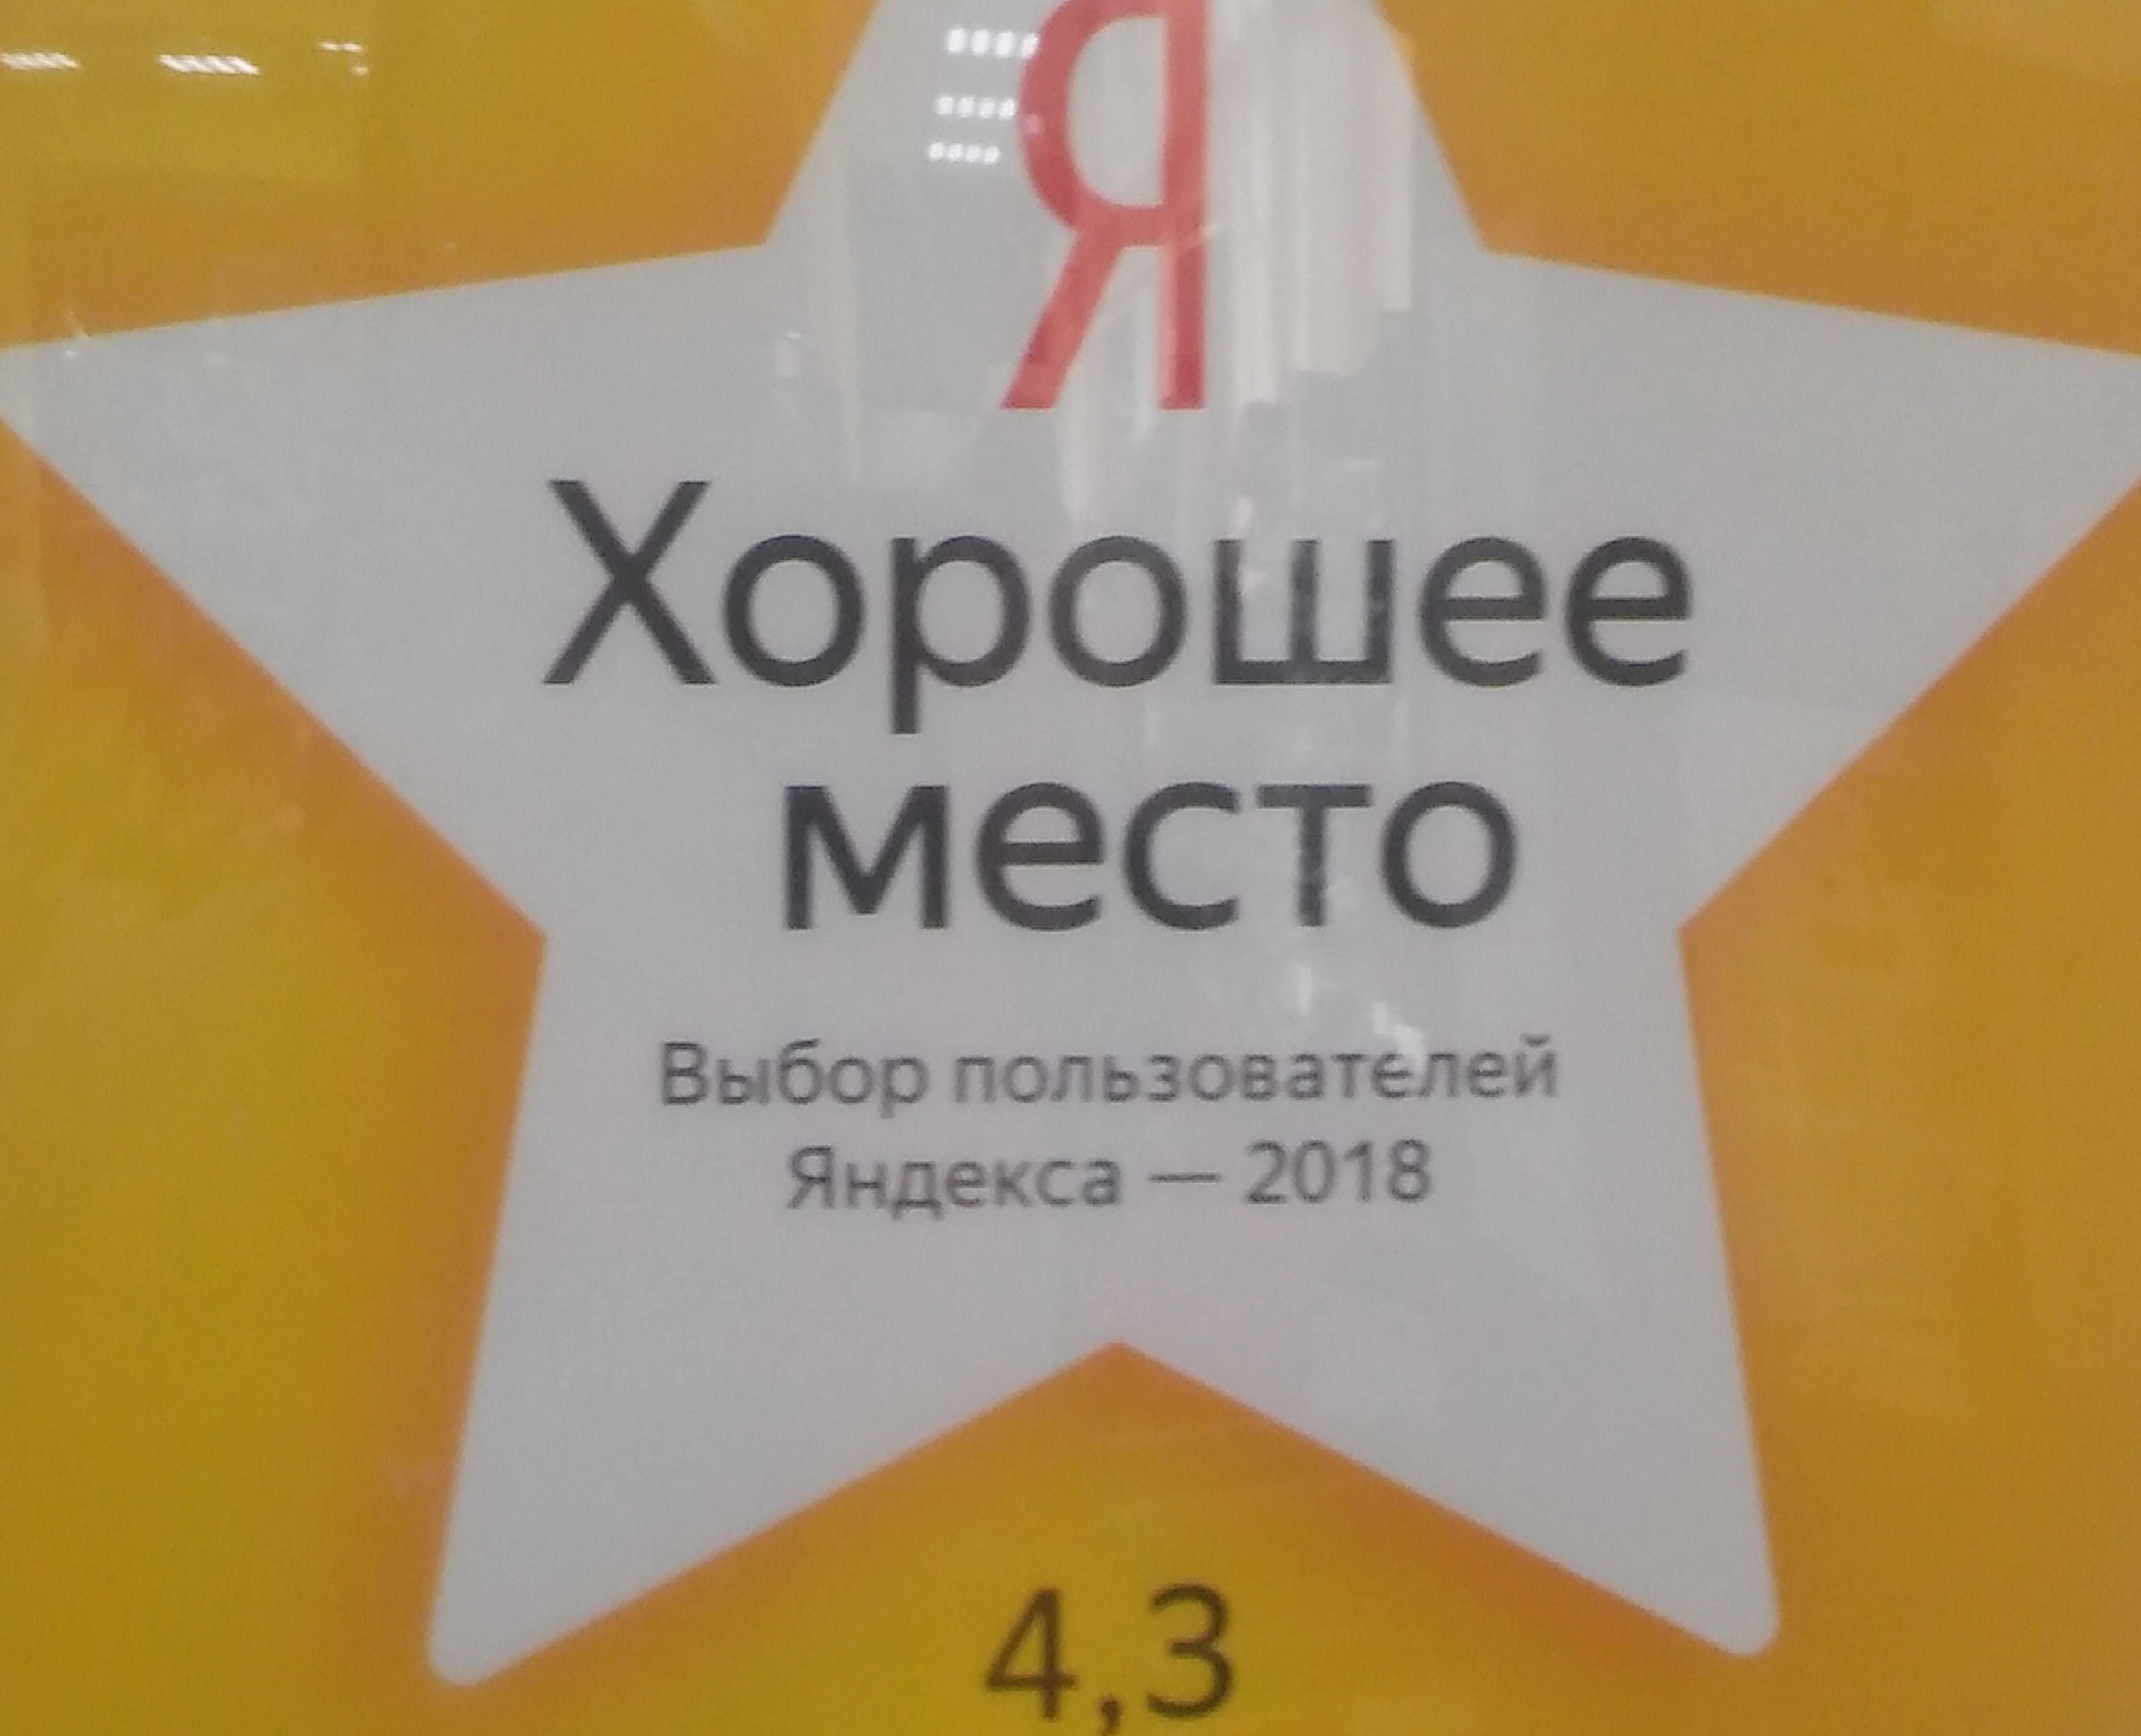 Я
Хорошее
место
Выбор пользователей
Яндекса — 2018
4,3